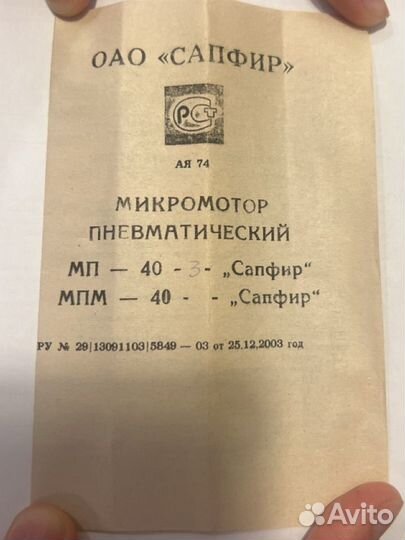 ОАО «САПФИР»
РСТ
АЯ 74
МИКРОМОТОР
ПНЕВМАТИЧЕСКИЙ
МП — 40 - 3 - „Сапфир"
МПМ — 40 - - „Сапфир"
РУ № 29|13091103|5849 — 03 от 25.12,2003 год
Avito